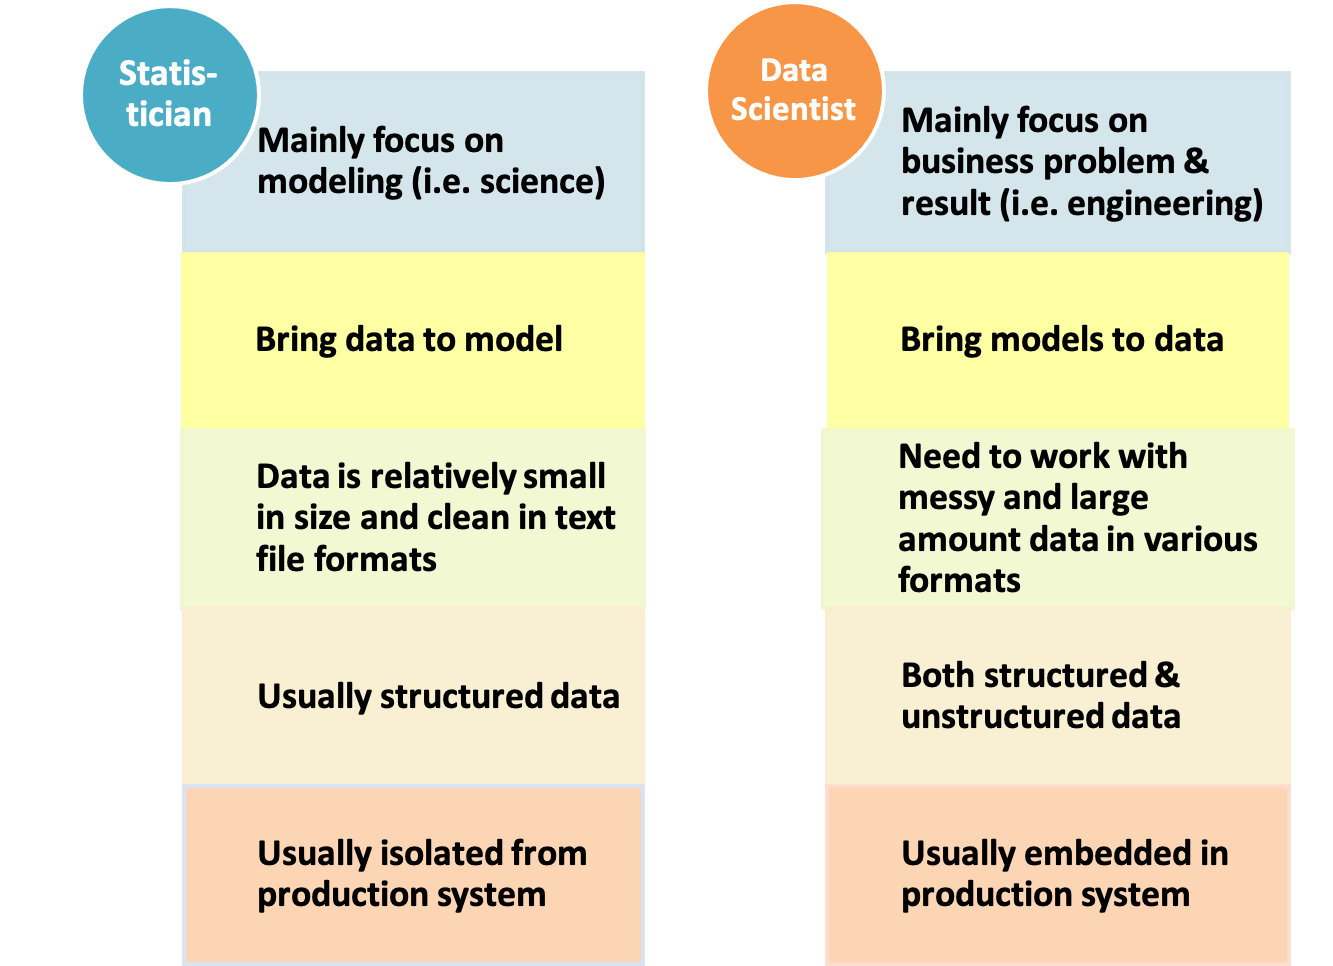 Statis-
tician
Mainly focus on
modeling (i.e. science)
Bring data to model
Data is relatively small
in size and clean in text
file formats
Usually structured data
Usually isolated from
production system
Data
Scientist
Mainly focus on
business problem &
result (i.e. engineering)
Bring models to data
Need to work with
messy and large
amount data in various
formats
Both structured &
unstructured data
Usually embedded in
production system